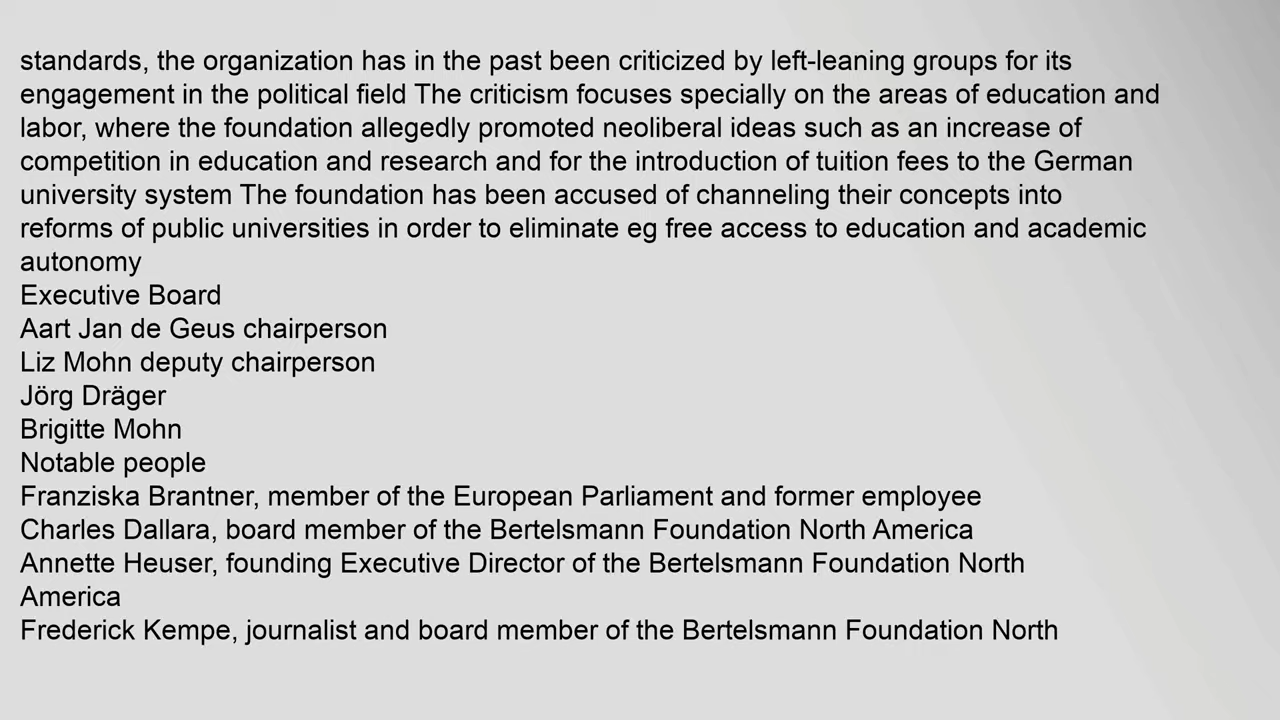 standards, the organization has in the past been criticized by left-leaning groups for its
engagement in the political field The criticism focuses specially on the areas of education and
labor, where the foundation allegedly promoted neoliberal ideas such as an increase of
competition in education and research and for the introduction of tuition fees to the German
university system The foundation has been accused of channeling their concepts into
reforms of public universities in order to eliminate eg free access to education and academic
autonomy
Executive Board
Aart Jan de Geus chairperson
Liz Mohn deputy chairperson
Jörg Dräger
Brigitte Mohn
Notable people
Franziska Brantner, member of the European Parliament and former employee
Charles Dallara, board member of the Bertelsmann Foundation North America
Annette Heuser, founding Executive Director of the Bertelsmann Foundation North
America
Frederick Kempe, journalist and board member of the Bertelsmann Foundation North